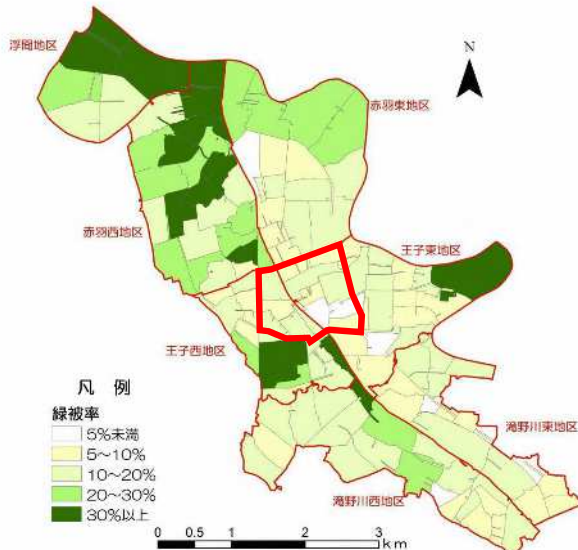 浮間地区
N
赤羽東地区
赤羽西地区
王子東地区
王子西地区
凡 例
緑被率
5%未満
5～10%
10～20%
20～30%
30%以上
滝野川東地区
滝野川西地区
0 0.5 1 2 3
km